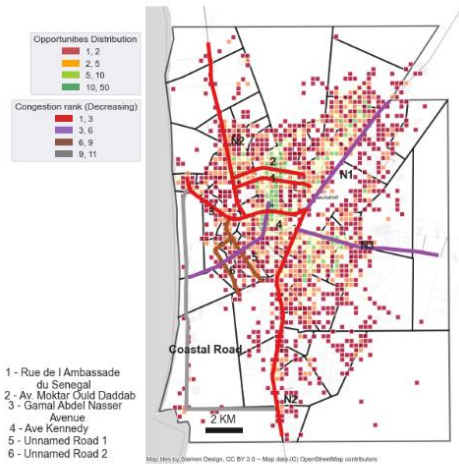 Opportunities Distribution
1, 2
2, 5
5, 10
10, 50
Congestion rank (Decreasing)
1, 3
3, 6
6, 9
9, 11
N2
2
1
N1
3
4
N3
5
6
Coastal Road
N2
2 KM
1 - Rue de l Ambassade
du Senegal
2 - Av. Moktar Ould Daddab
3 - Gamal Abdel Nasser
Avenue
4 - Ave Kennedy
5 - Unnamed Road 1
6 - Unnamed Road 2
Map tiles by Stamen Design, CC BY 3.0 -- Map data (C) OpenStreetMap contributors